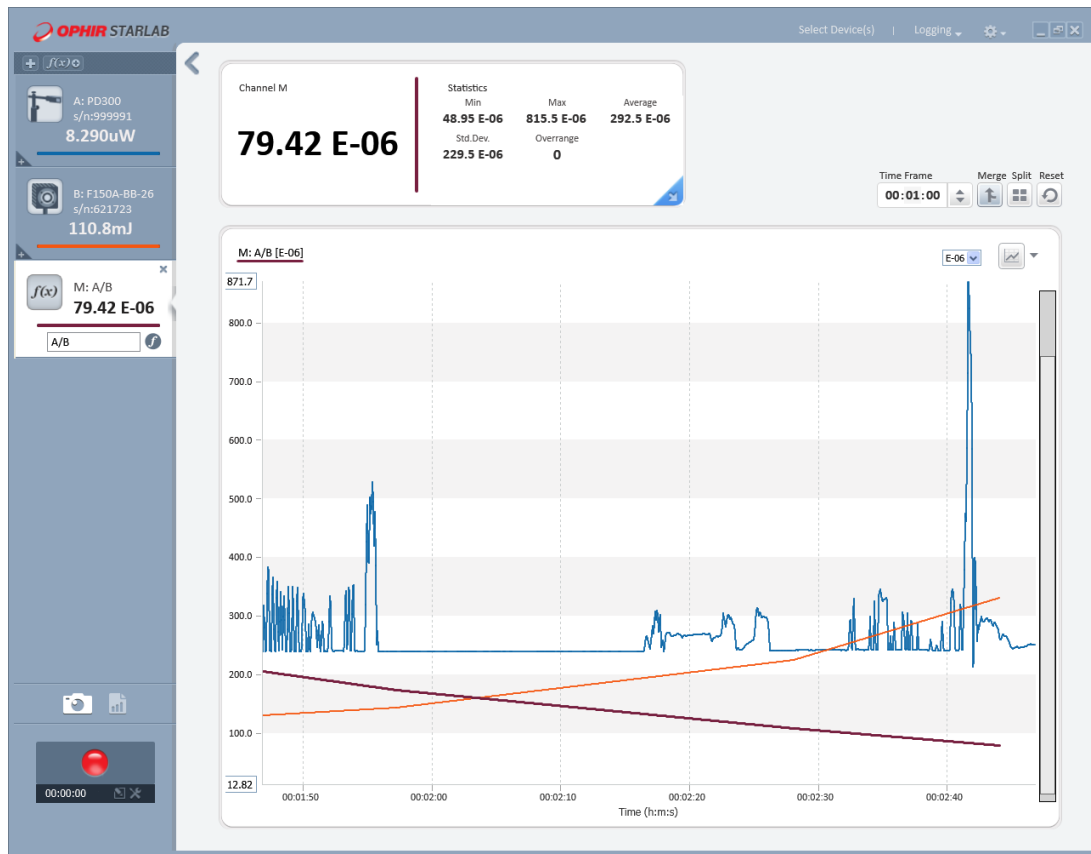 OPHIR STARLAB
Select Device(s) | Logging
f(x)
A: PD300
s/n:999991
8.290uW
B: F150A-BB-26
s/n:621723
110.8mJ
f(x)
M: A/B
79.42 E-06
A/B
f
00:00:00
Channel M
79.42 E-06
Statistics
Min Max Average
48.95 E-06 815.5 E-06 292.5 E-06
Std.Dev. Overrange
229.5 E-06 0
Time Frame Merge Split Reset
00:01:00
M: A/B [E-06]
E-06
871.7
800.0
700.0
600.0
500.0
400.0
300.0
200.0
100.0
12.82
00:01:50 00:02:00 00:02:10 00:02:20 00:02:30 00:02:40
Time (h:m:s)